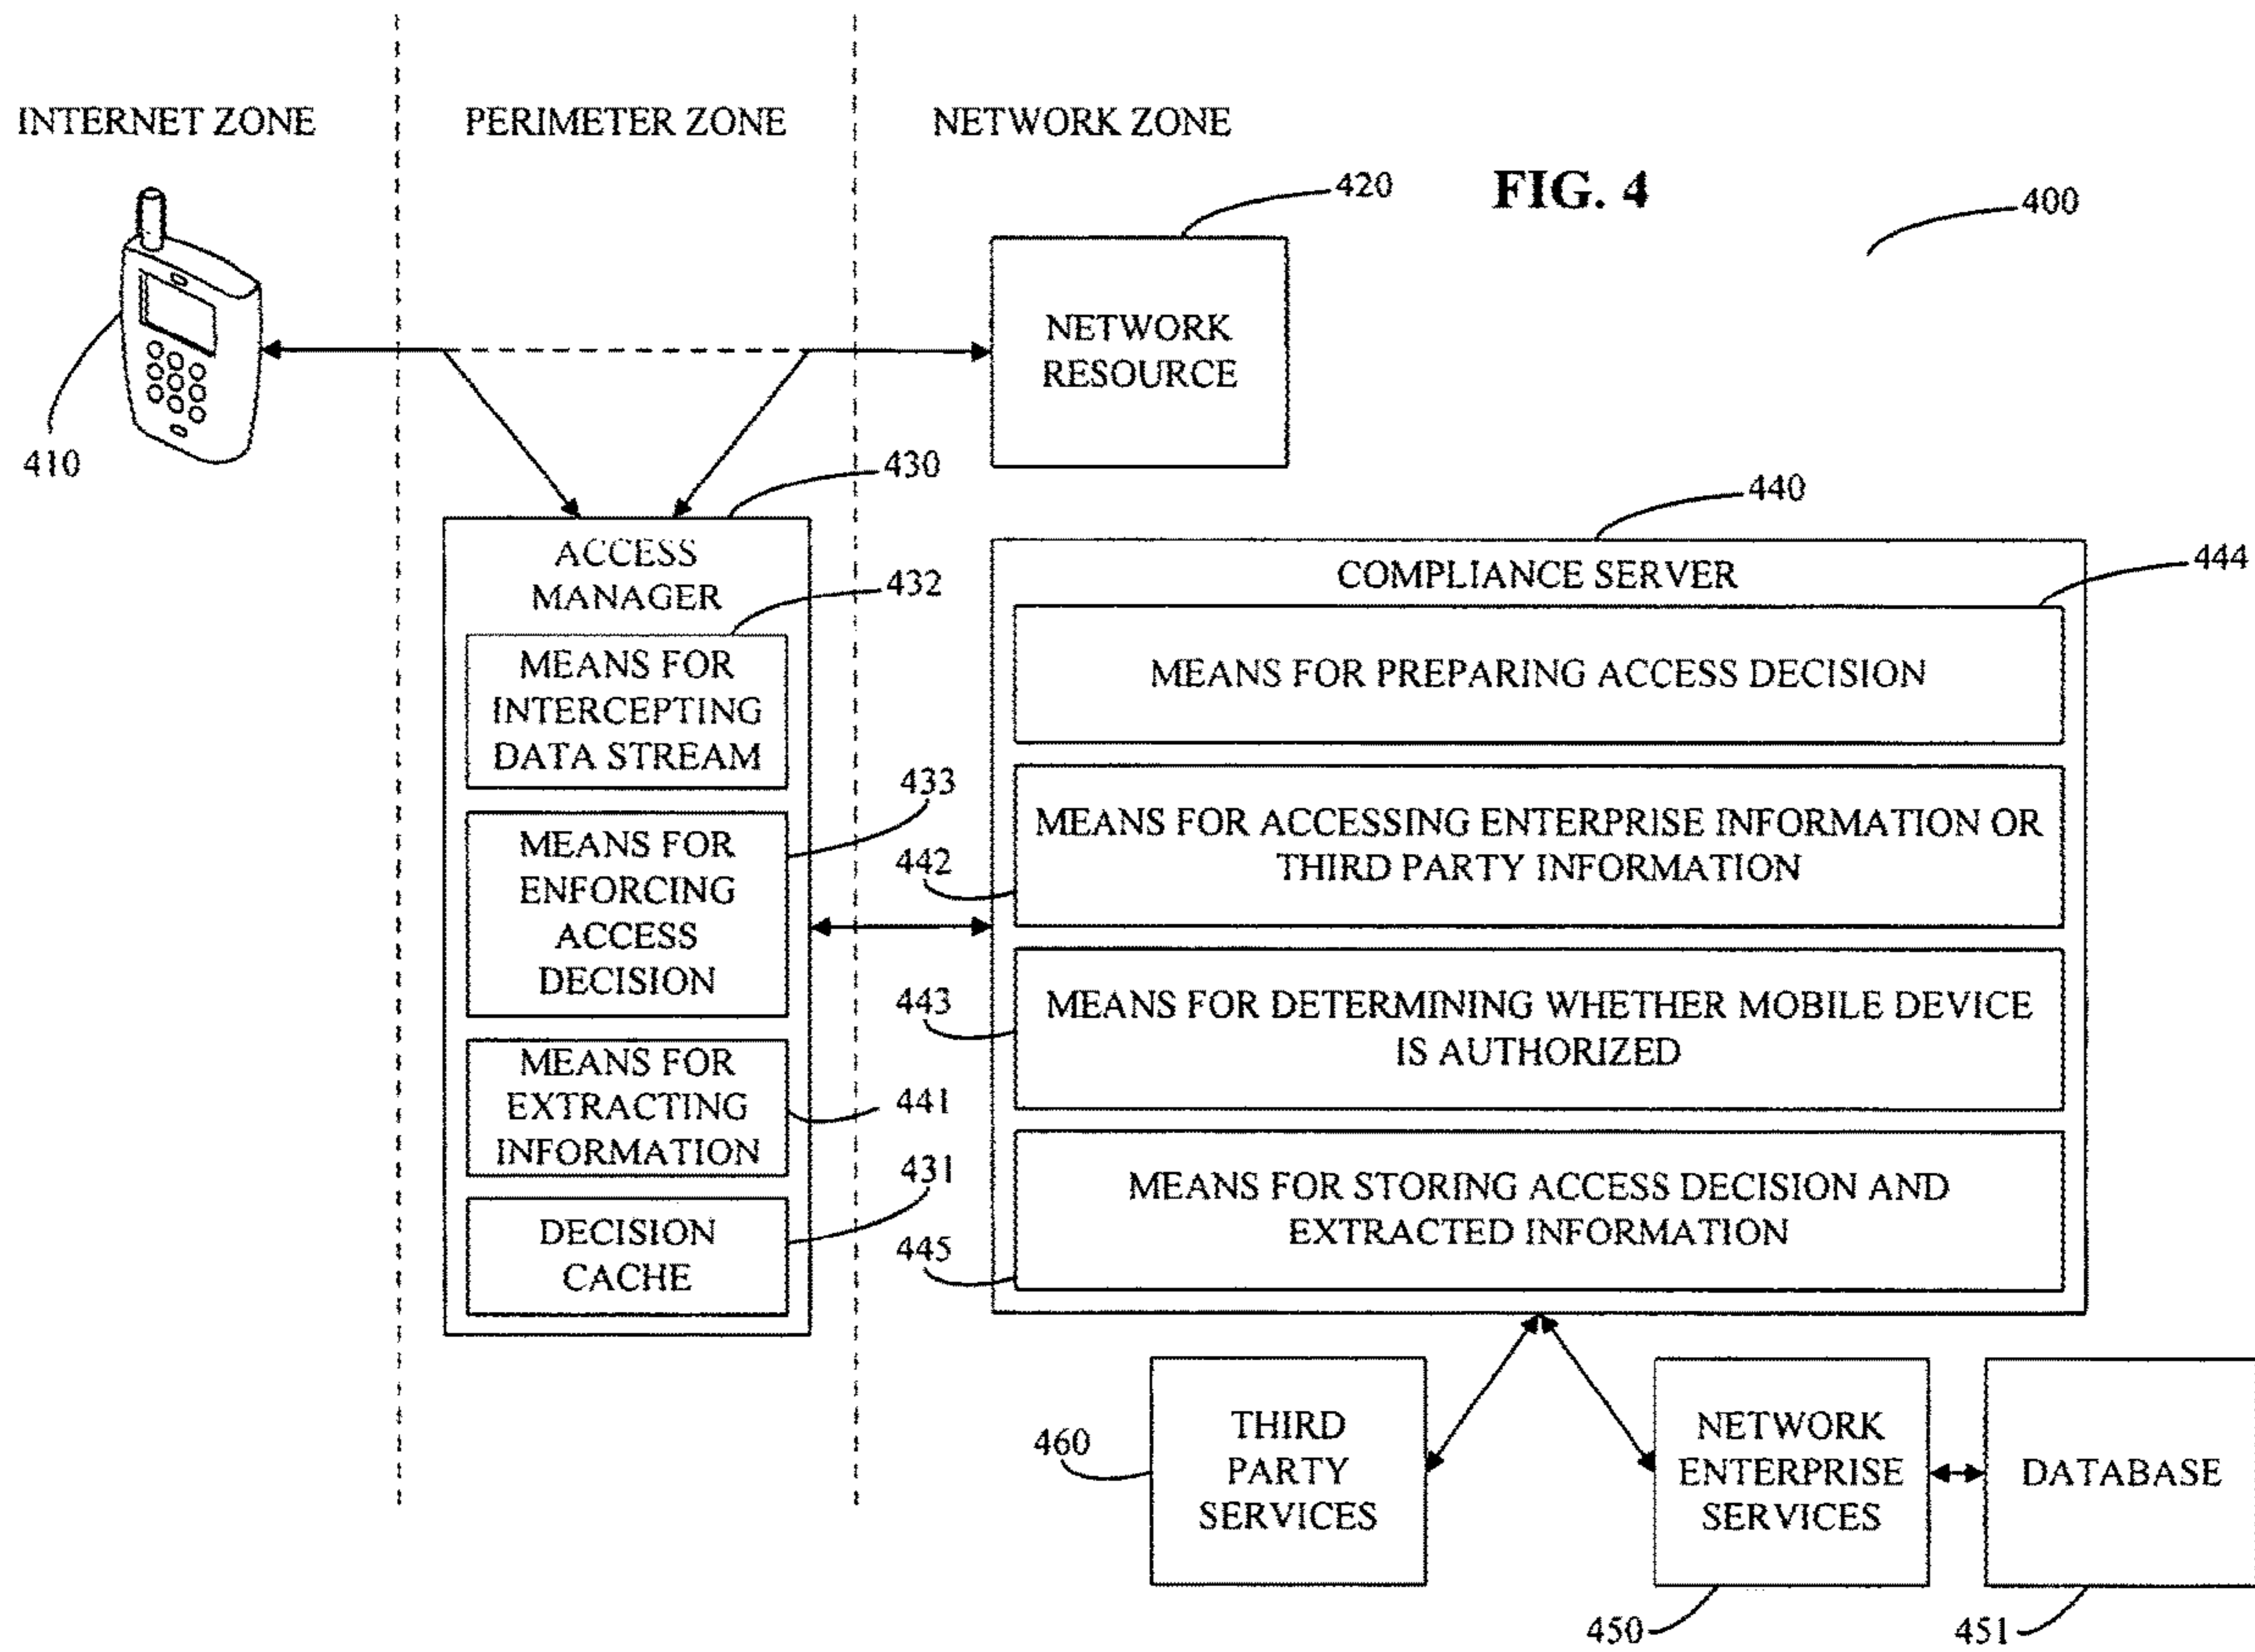 INTERNET ZONE
PERIMETER ZONE
NETWORK ZONE
FIG. 4
400
420
NETWORK
RESOURCE
410
430
ACCESS
MANAGER
432
MEANS FOR
INTERCEPTING
DATA STREAM
433
MEANS FOR
ENFORCING
ACCESS
DECISION
MEANS FOR
EXTRACTING
INFORMATION
441
431
DECISION
CACHE
440
COMPLIANCE SERVER
444
MEANS FOR PREPARING ACCESS DECISION
MEANS FOR ACCESSING ENTERPRISE INFORMATION OR
THIRD PARTY INFORMATION
442
MEANS FOR DETERMINING WHETHER MOBILE DEVICE
IS AUTHORIZED
443
MEANS FOR STORING ACCESS DECISION AND
EXTRACTED INFORMATION
445
460
THIRD
PARTY
SERVICES
NETWORK
ENTERPRISE
SERVICES
450
DATABASE
451